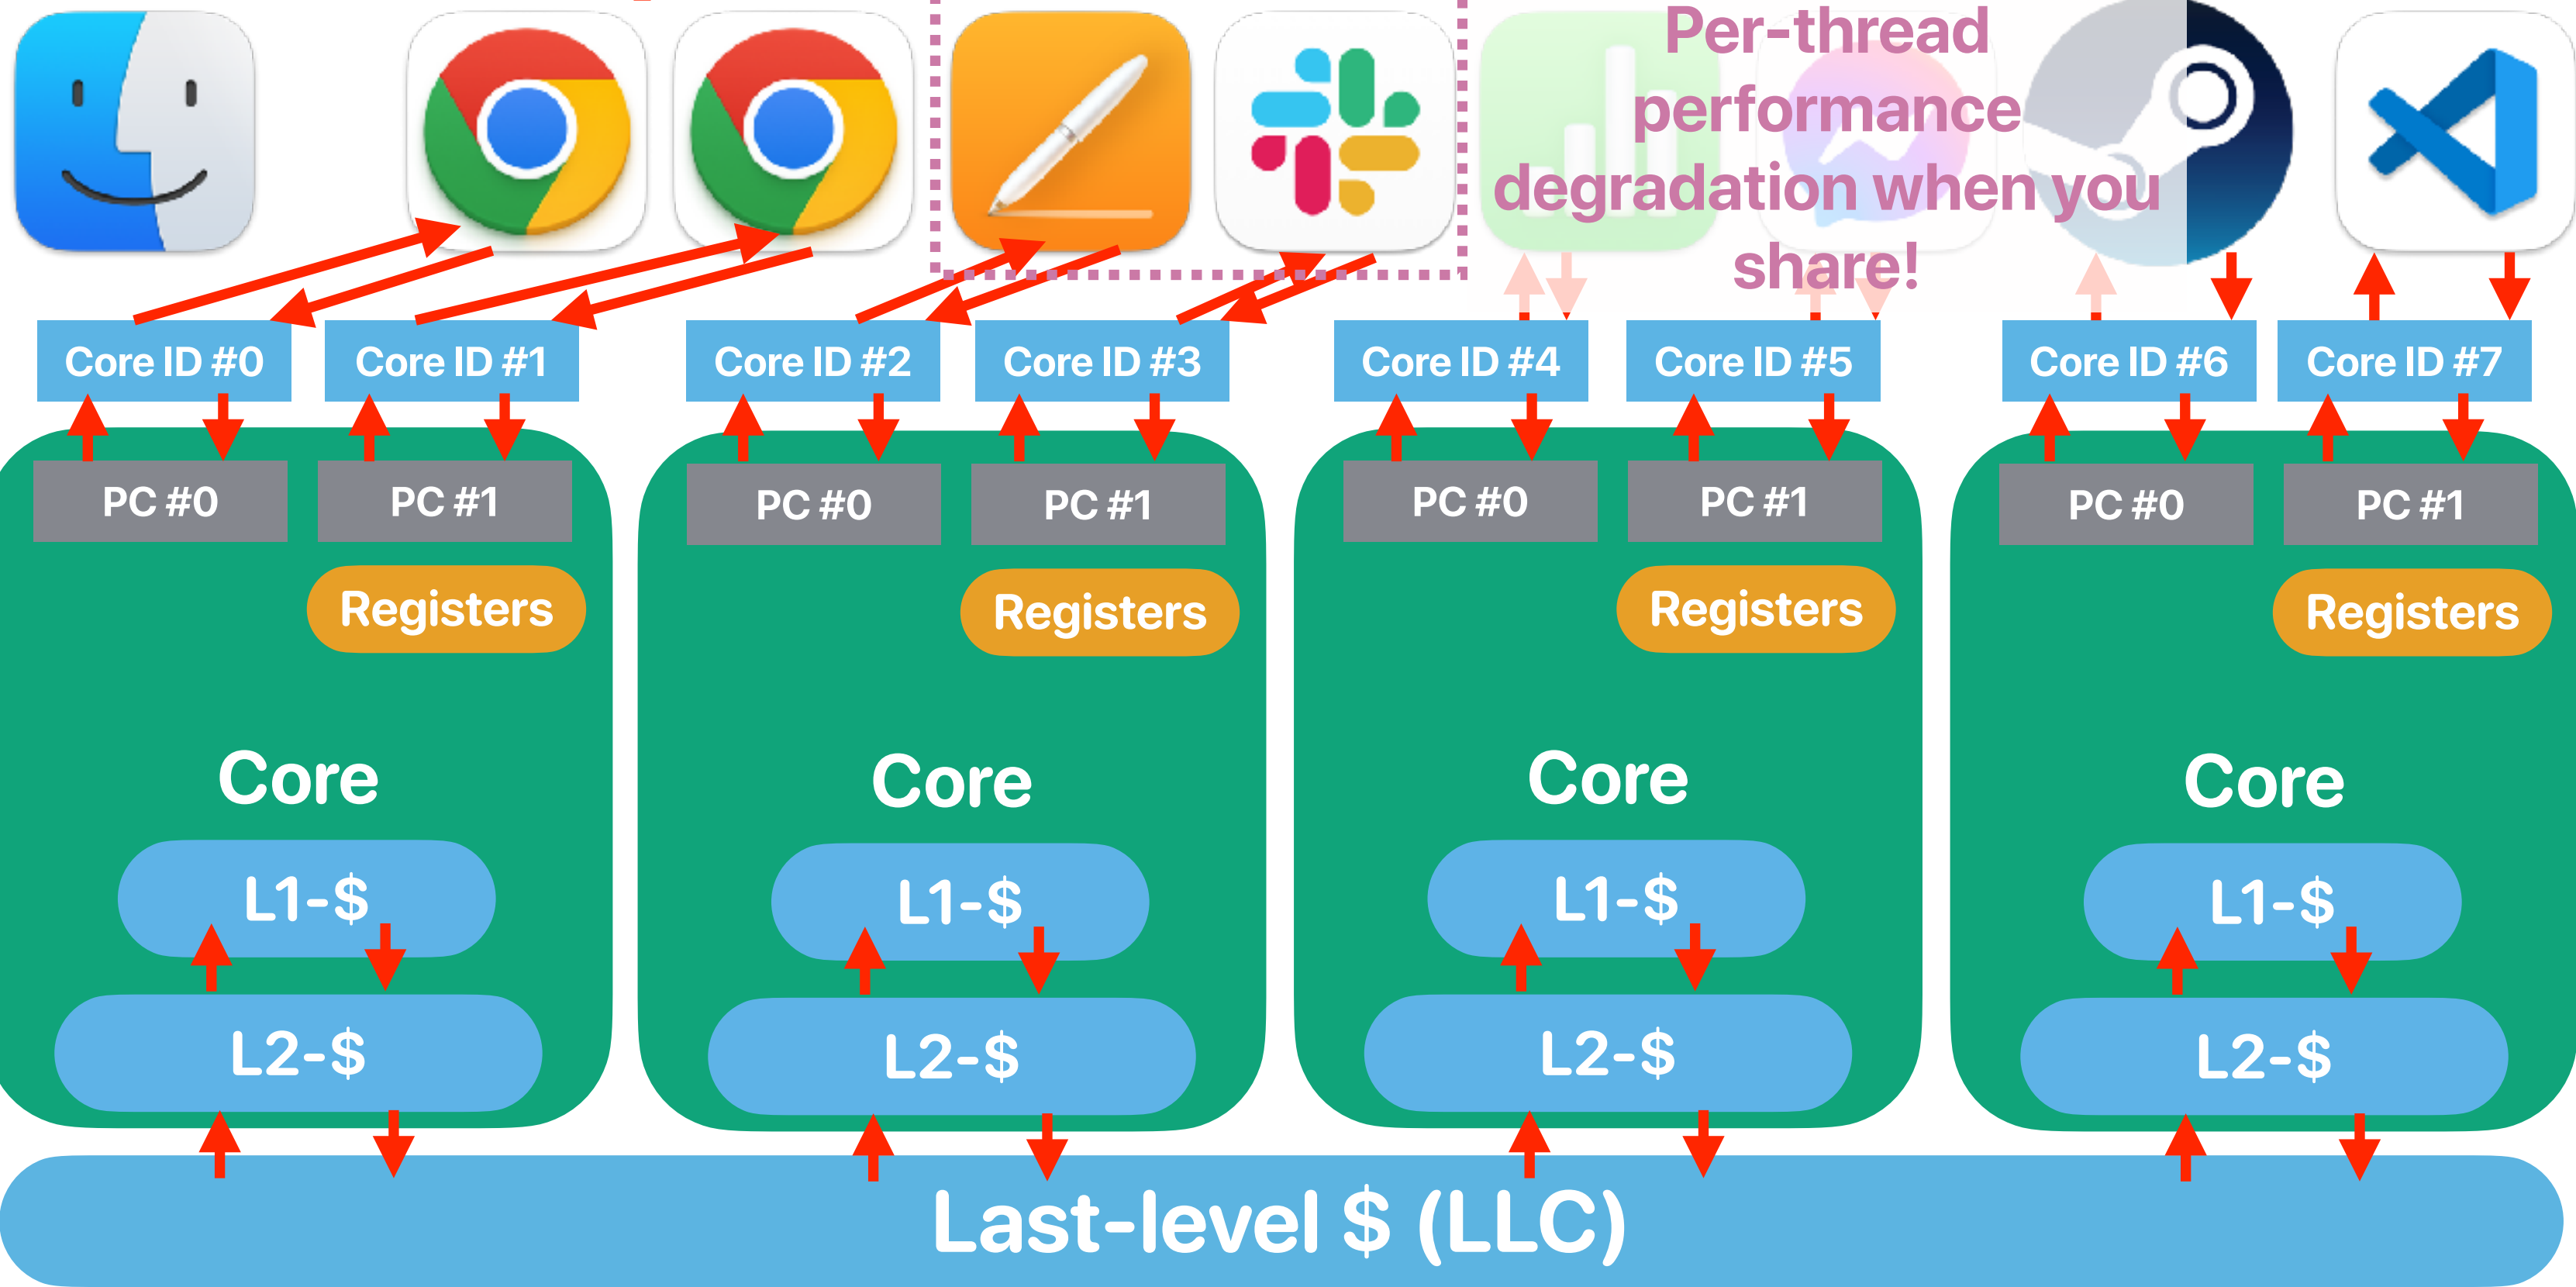 Per-thread
performance
degradation when you
share!
Core ID #0
Core ID #1
Core ID #2
Core ID #3
Core ID #4
Core ID #5
Core ID #6
Core ID #7
PC #0
PC #1
PC #0
PC #1
PC #0
PC #1
PC #0
PC #1
Registers
Registers
Registers
Registers
Core
Core
Core
Core
L1-$
L1-$
L1-$
L1-$
L2-$
L2-$
L2-$
L2-$
Last-level $ (LLC)